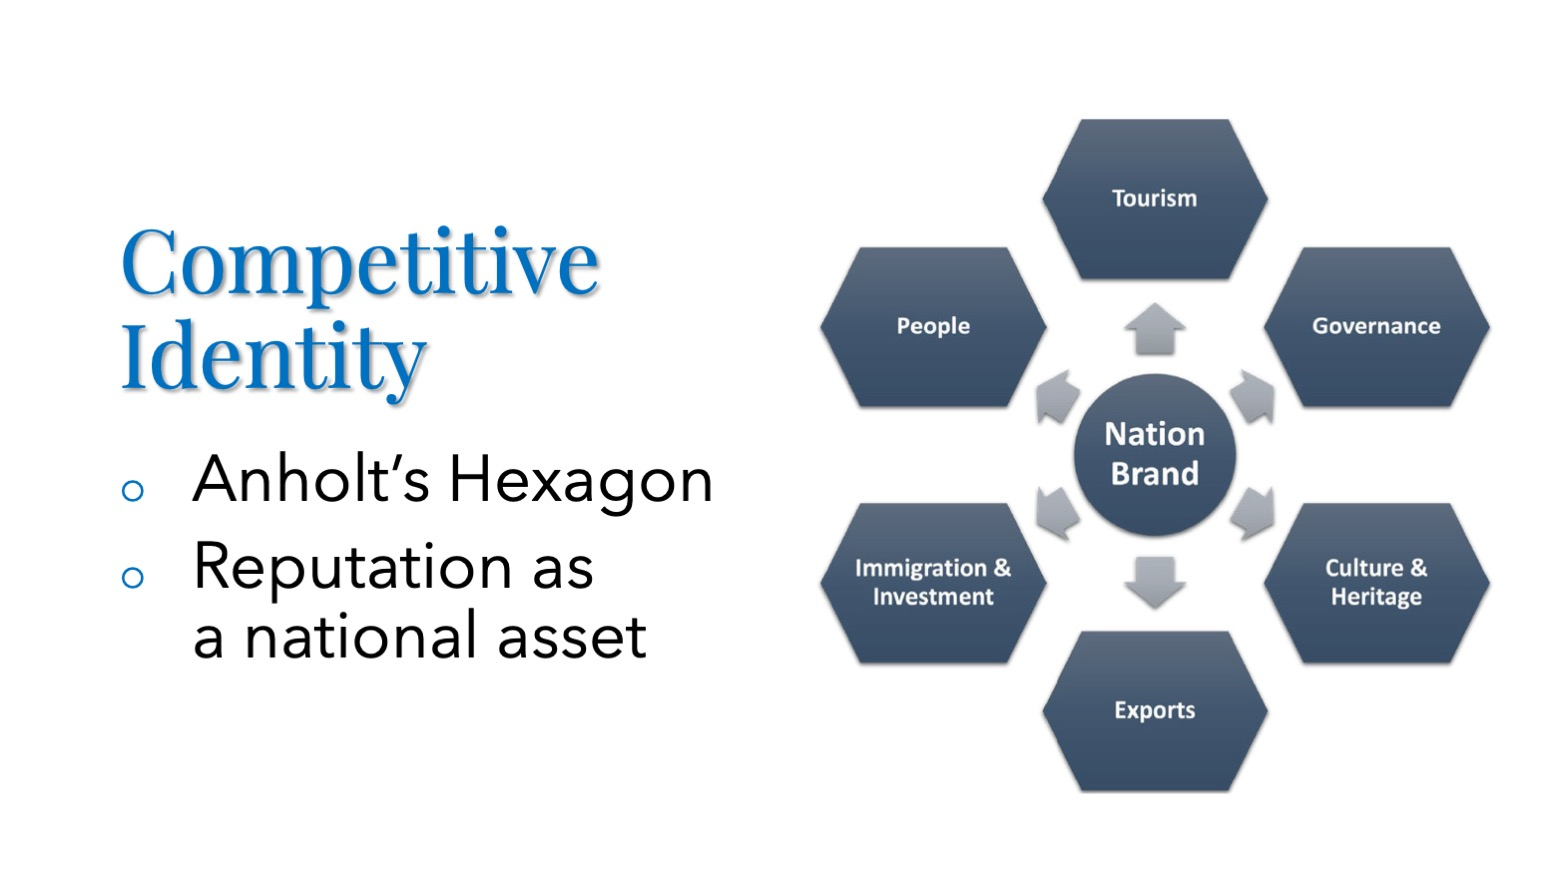 Competitive
Identity
Anholt’s Hexagon
Reputation as
a national asset
Tourism
People
Governance
Nation
Brand
Immigration &
Investment
Culture &
Heritage
Exports